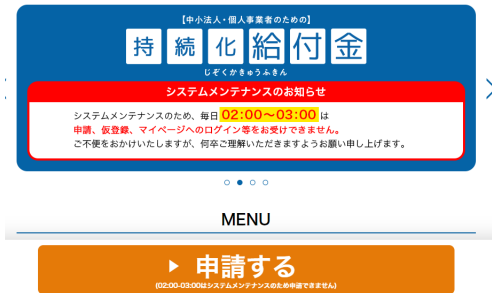 【中小法人・個人事業者のための】
持続化給付金
じぞくかきゅうふきん
システムメンテナンスのお知らせ
システムメンテナンスのため、毎日02:00〜03:00は
申請、仮登録、マイページへのログイン等をお受けできません。
ご不便をおかけいたしますが、何卒ご理解いただきますようお願い申し上げます。
MENU
申請する
(02:00-03:00はシステムメンテナンスのため申請できません)